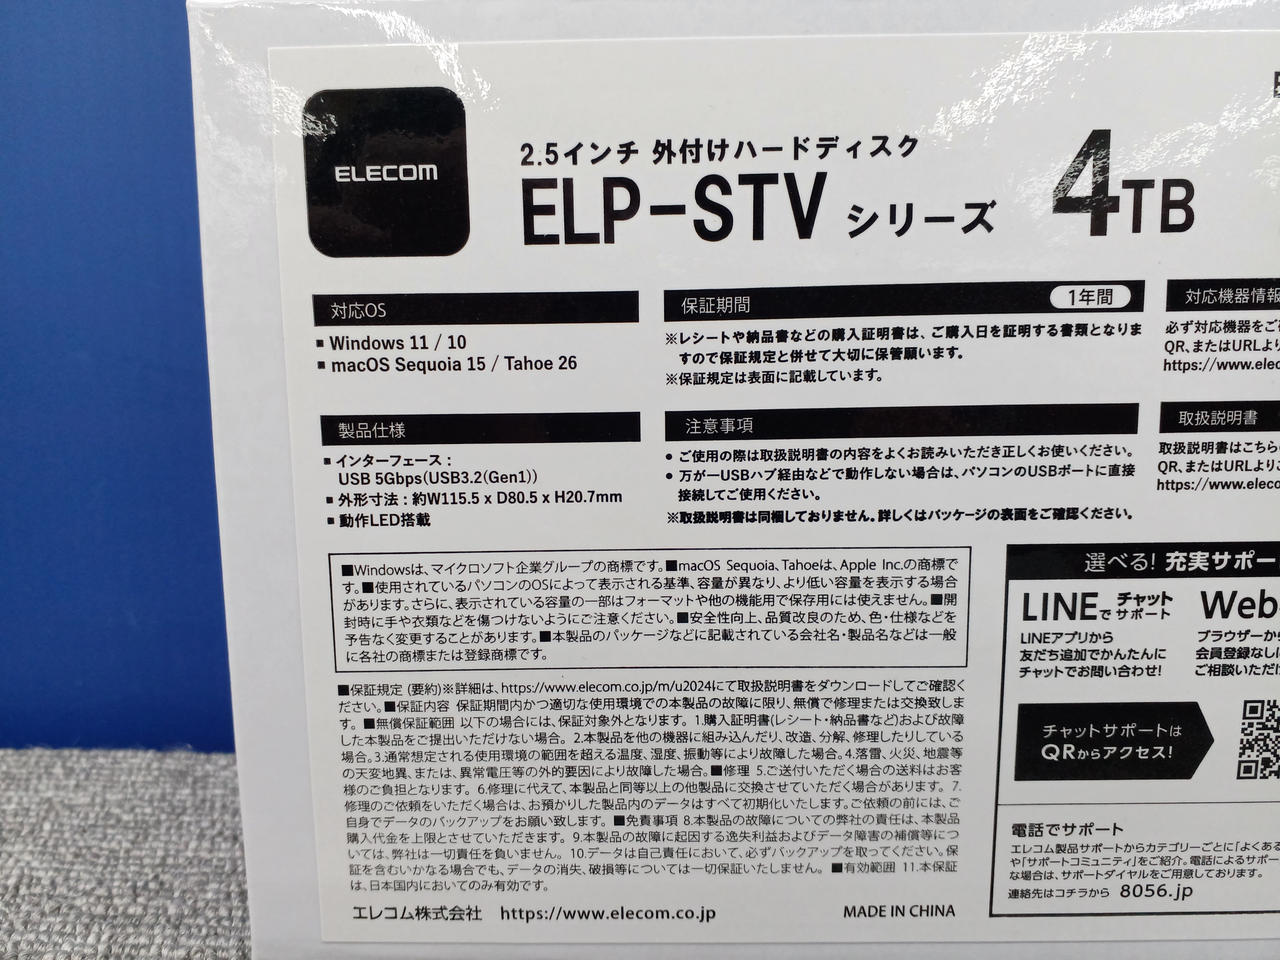 ELECOM
2.5インチ 外付けハードディスク
ELP-STV シリーズ 4TB
対応OS
■ Windows 11 / 10
■ macOS Sequoia 15 / Tahoe 26
保証期間 1年間
※レシートや納品書などの購入証明書は、ご購入日を証明する書類となりま
すので保証規定と併せて大切に保管願います。
※保証規定は表面に記載しています。
対応機器情報
必ず対応機器をご
QR、またはURLより
https://www.elec
製品仕様
■ インターフェース：
USB 5Gbps(USB3.2(Gen1))
■ 外形寸法：約W115.5 x D80.5 x H20.7mm
■ 動作LED搭載
注意事項
● ご使用の際は取扱説明書の内容をよくお読みいただき正しくお使いください。
● 万が一USBハブ経由などで動作しない場合は、パソコンのUSBポートに直接
接続してご使用ください。
※取扱説明書は同梱しておりません。詳しくはパッケージの表面をご確認ください。
取扱説明書
取扱説明書はこちら
QR、またはURLより
https://www.eleco
■Windowsは、マイクロソフト企業グループの商標です。■macOS Sequoia、Tahoeは、Apple Inc.の商標で
す。■使用されているパソコンのOSによって表示される基準、容量が異なり、より低い容量を表示する場合
があります。さらに、表示されている容量の一部はフォーマットや他の機能用で保存用には使えません。■開
封時に手や衣類などを傷つけないようにご注意ください。■安全性向上、品質改良のため、色・仕様などを
予告なく変更することがあります。■本製品のパッケージなどに記載されている会社名・製品名などは一般
に各社の商標または登録商標です。
■保証規定 (要約)※詳細は、https://www.elecom.co.jp/m/u2024にて取扱説明書をダウンロードしてご確認く
ださい。■保証内容 保証期間内かつ適切な使用環境での本製品の故障に限り、無償で修理または交換致しま
す。■無償保証範囲 以下の場合には、保証対象外となります。1.購入証明書(レシート・納品書など)および故障
した本製品をご提出いただけない場合。2.本製品を他の機器に組み込んだり、改造、分解、修理したりしている
場合。3.通常想定される使用環境の範囲を超える温度、湿度、振動等により故障した場合。4.落雷、火災、地震等
の天変地異、または、異常電圧等の外的要因により故障した場合。■修理 5.ご送付いただく場合の送料はお客
様のご負担となります。6.修理に代えて、本製品と同等以上の他製品に交換させていただく場合があります。7.
修理のご依頼をいただく場合は、お預かりした製品内のデータはすべて初期化いたします。ご依頼の前には、ご
自身でデータのバックアップをお願い致します。■免責事項 8.本製品の故障についての弊社の責任は、本製品
購入代金を上限とさせていただきます。9.本製品の故障に起因する逸失利益およびデータ障害の補償等につ
いては、弊社は一切責任を負いません。10.データは自己責任において、必ずバックアップを取ってください。保
証を含むいかなる場合でも、データの消失、破損等については一切保証いたしません。■有効範囲 11.本保証
は、日本国内においてのみ有効です。
エレコム株式会社 https://www.elecom.co.jp MADE IN CHINA
選べる! 充実サポー
LINEで チャットサポート
LINEアプリから
友だち追加でかんたんに
チャットでお問い合わせ!
Web
ブラウザーか
会員登録なし
ご相談いただけ
チャットサポートは
QRからアクセス!
電話でサポート
エレコム製品サポートからカテゴリーごとに「よくある
や「サポートコミュニティ」をご紹介。電話によるサポー
な場合は、サポートダイヤルをご用意しております。
連絡先はコチラから 8056.jp